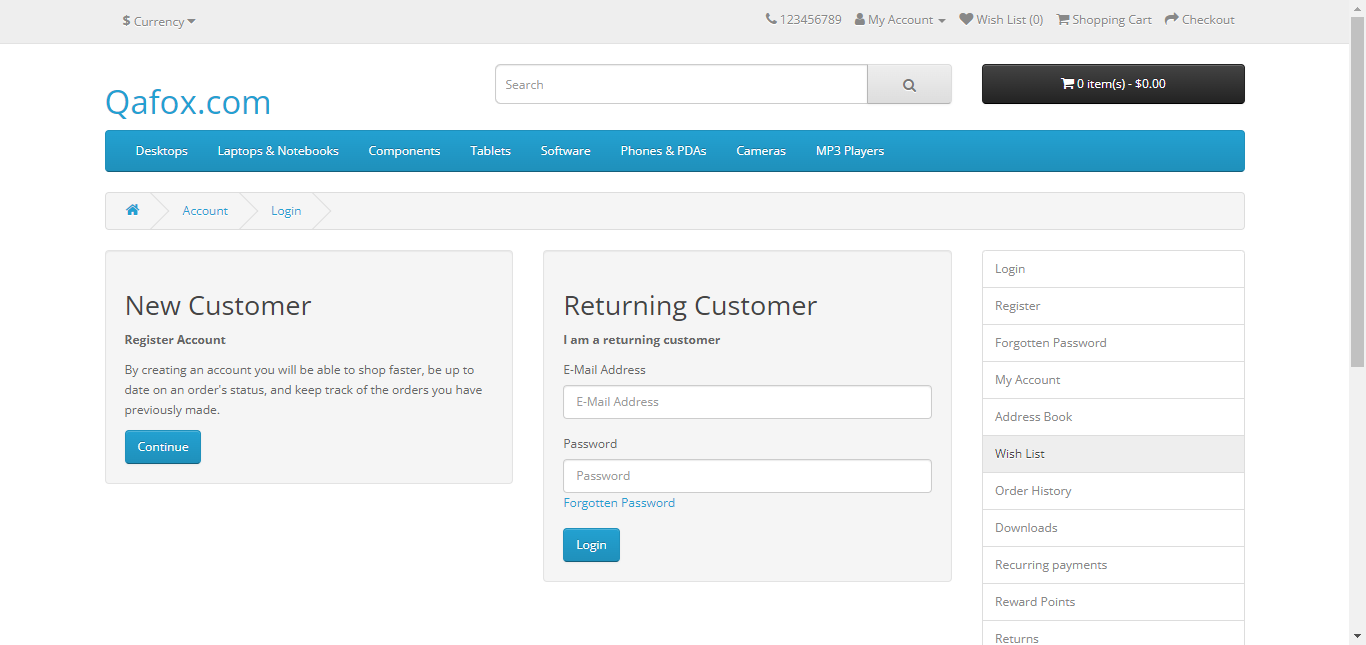 $ Currency
123456789 My Account Wish List (0) Shopping Cart Checkout
Qafox.com
Search
0 item(s) - $0.00
Desktops Laptops & Notebooks Components Tablets Software Phones & PDAs Cameras MP3 Players
Account Login
New Customer
Register Account
By creating an account you will be able to shop faster, be up to
date on an order's status, and keep track of the orders you have
previously made.
Continue
Returning Customer
I am a returning customer
E-Mail Address
E-Mail Address
Password
Password
Forgotten Password
Login
Login
Register
Forgotten Password
My Account
Address Book
Wish List
Order History
Downloads
Recurring payments
Reward Points
Returns